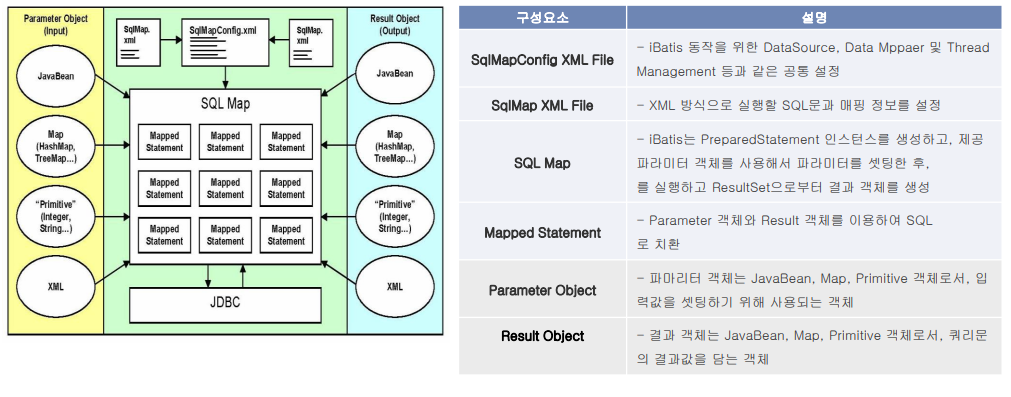 Parameter Object
(Input)
JavaBean
Map
(HashMap,
TreeMap...)
“Primitive”
(Integer,
String...)
XML
SqlMap.
xml
SqlMapConfig.xml
SqlMap.
xml
SQL Map
Mapped
Statement
Mapped
Statement
Mapped
Statement
Mapped
Statement
Mapped
Statement
Mapped
Statement
Mapped
Statement
Mapped
Statement
Mapped
Statement
JDBC
Result Object
(Output)
JavaBean
Map
(HashMap,
TreeMap...)
“Primitive”
(Integer,
String...)
XML
구성요소 설명
SqlMapConfig XML File
- iBatis 동작을 위한 DataSource, Data Mppaer 및 Thread
Management 등과 같은 공통 설정
SqlMap XML File
- XML 방식으로 실행할 SQL문과 매핑 정보를 설정
SQL Map
- iBatis는 PreparedStatement 인스턴스를 생성하고, 제공
파라미터 객체를 사용해서 파라미터를 셋팅한 후,
를 실행하고 ResultSet으로부터 결과 객체를 생성
Mapped Statement
- Parameter 객체와 Result 객체를 이용하여 SQL
로 치환
Parameter Object
- 파마리터 객체는 JavaBean, Map, Primitive 객체로서, 입
력값을 셋팅하기 위해 사용되는 객체
Result Object
- 결과 객체는 JavaBean, Map, Primitive 객체로서, 쿼리문
의 결과값을 담는 객체